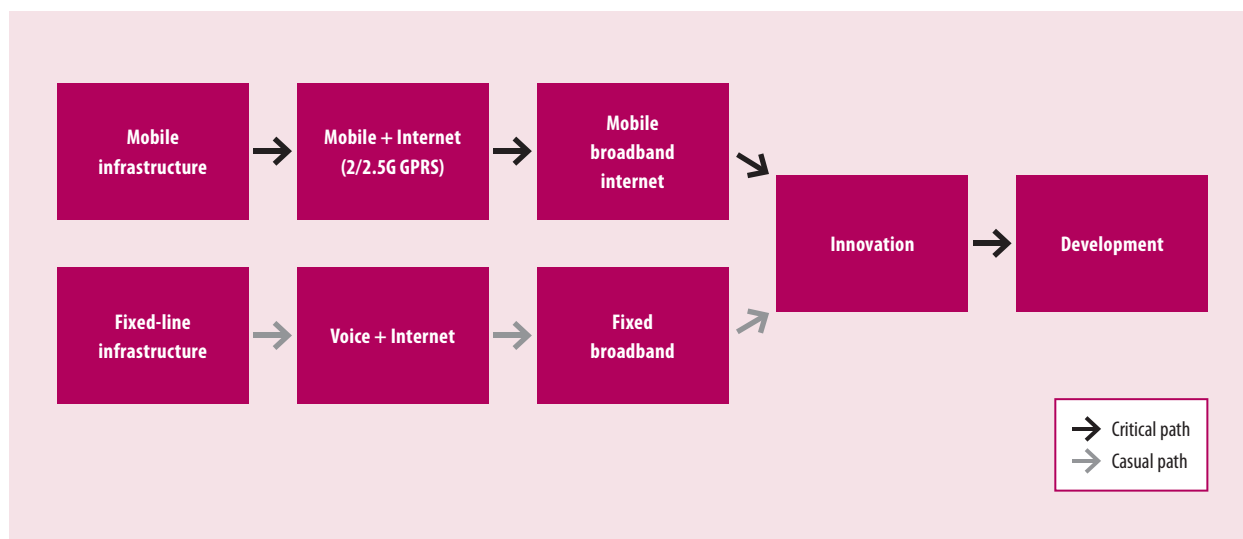 Mobile
infrastructure
Mobile + Internet
(2/2.5G GPRS)
Mobile
broadband
internet
Innovation
Development
Fixed-line
infrastructure
Voice + Internet
Fixed
broadband
Critical path
Casual path